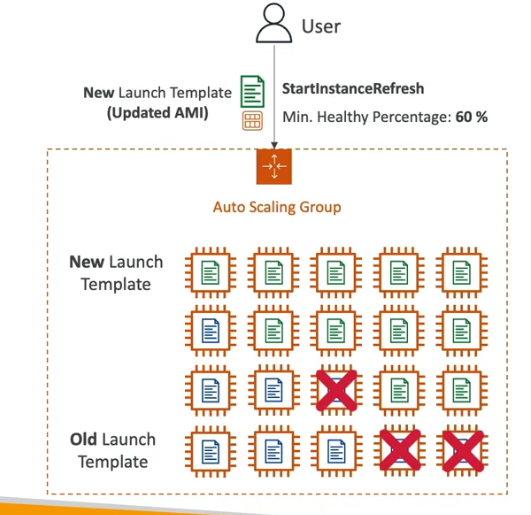 User
New Launch Template
(Updated AMI)
StartInstanceRefresh
Min. Healthy Percentage: 60 %
Auto Scaling Group
New Launch
Template
Old Launch
Template